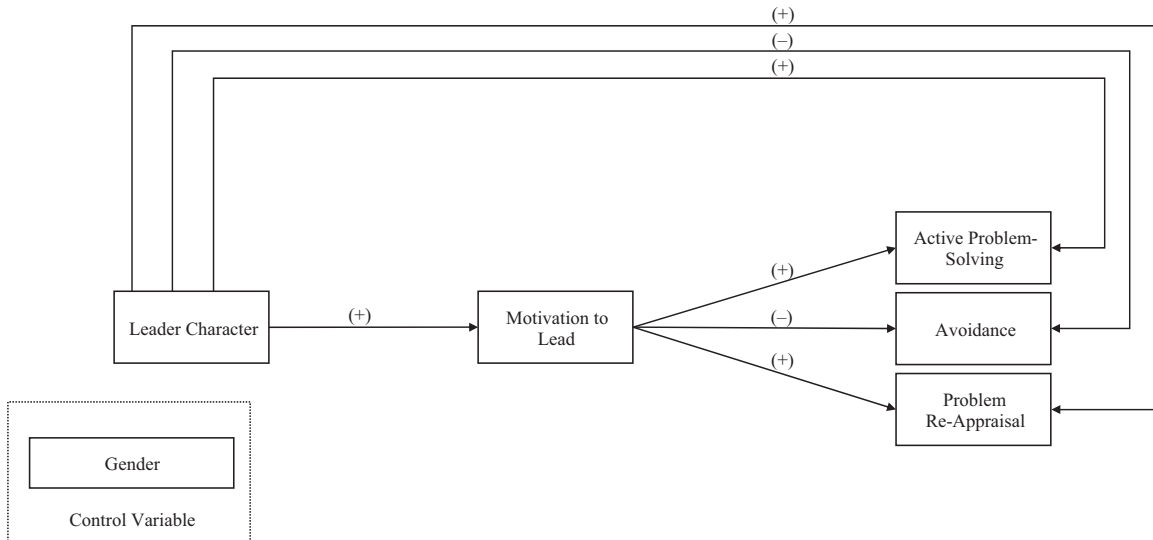 (+)
(–)
(+)
Active Problem-
Solving
(+)
Leader Character
(+)
Motivation to
Lead
(–)
Avoidance
(+)
Problem
Re-Appraisal
Gender
Control Variable